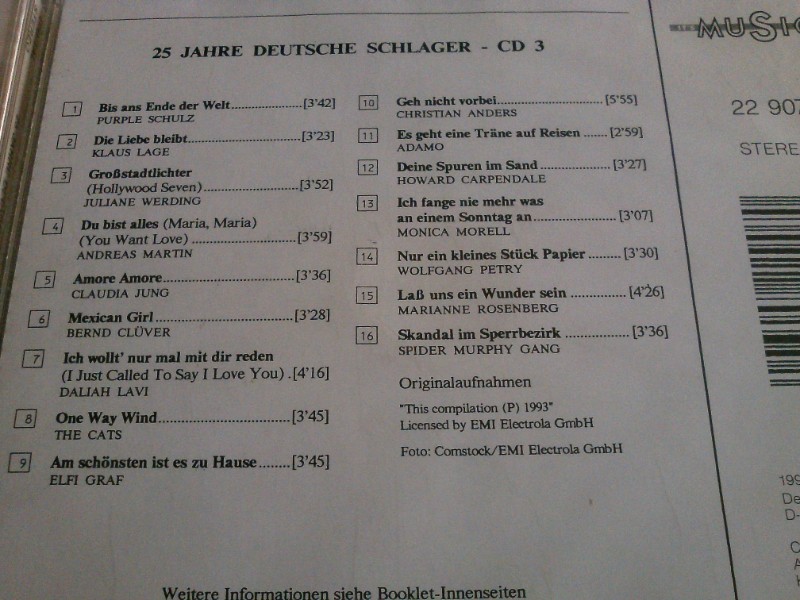 25 JAHRE DEUTSCHE SCHLAGER - CD 3
1 Bis ans Ende der Welt....................[3'42]
PURPLE SCHULZ
2 Die Liebe bleibt..............................[3'23]
KLAUS LAGE
3 Großstadtlichter
(Hollywood Seven)..........................[3'52]
JULIANE WERDING
4 Du bist alles (Maria, Maria)
(You Want Love) ............................[3'59]
ANDREAS MARTIN
5 Amore Amore..................................[3'36]
CLAUDIA JUNG
6 Mexican Girl ...................................[3'28]
BERND CLÜVER
7 Ich wollt' nur mal mit dir reden
(I Just Called To Say I Love You) .[4'16]
DALIAH LAVI
8 One Way Wind.................................[3'45]
THE CATS
9 Am schönsten ist es zu Hause........[3'45]
ELFI GRAF
10 Geh nicht vorbei............................[5'55]
CHRISTIAN ANDERS
11 Es geht eine Träne auf Reisen ......[2'59]
ADAMO
12 Deine Spuren im Sand...................[3'27]
HOWARD CARPENDALE
13 Ich fange nie mehr was
an einem Sonntag an......................[3'07]
MONICA MORELL
14 Nur ein kleines Stück Papier ........[3'30]
WOLFGANG PETRY
15 Laß uns ein Wunder sein ..............[4'26]
MARIANNE ROSENBERG
16 Skandal im Sperrbezirk ................[3'36]
SPIDER MURPHY GANG
Originalaufnahmen
"This compilation (P) 1993"
Licensed by EMI Electrola GmbH
Foto: Comstock/EMI Electrola GmbH
Weitere Informationen siehe Booklet-Innenseiten
IT'S MUSIC
22 907
STERE
199
De
D-
C
A